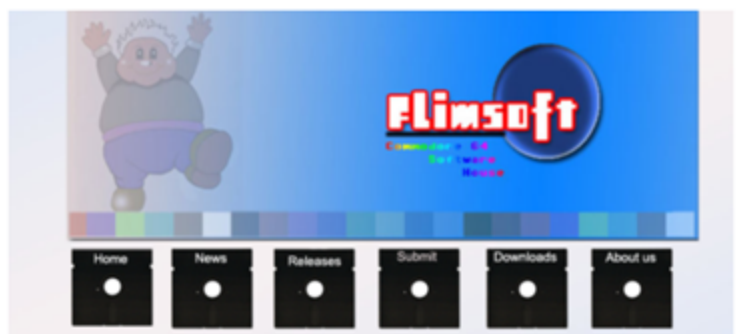 Flimsoft
Commodore 64
Software
House
Home News Releases Submit Downloads About us